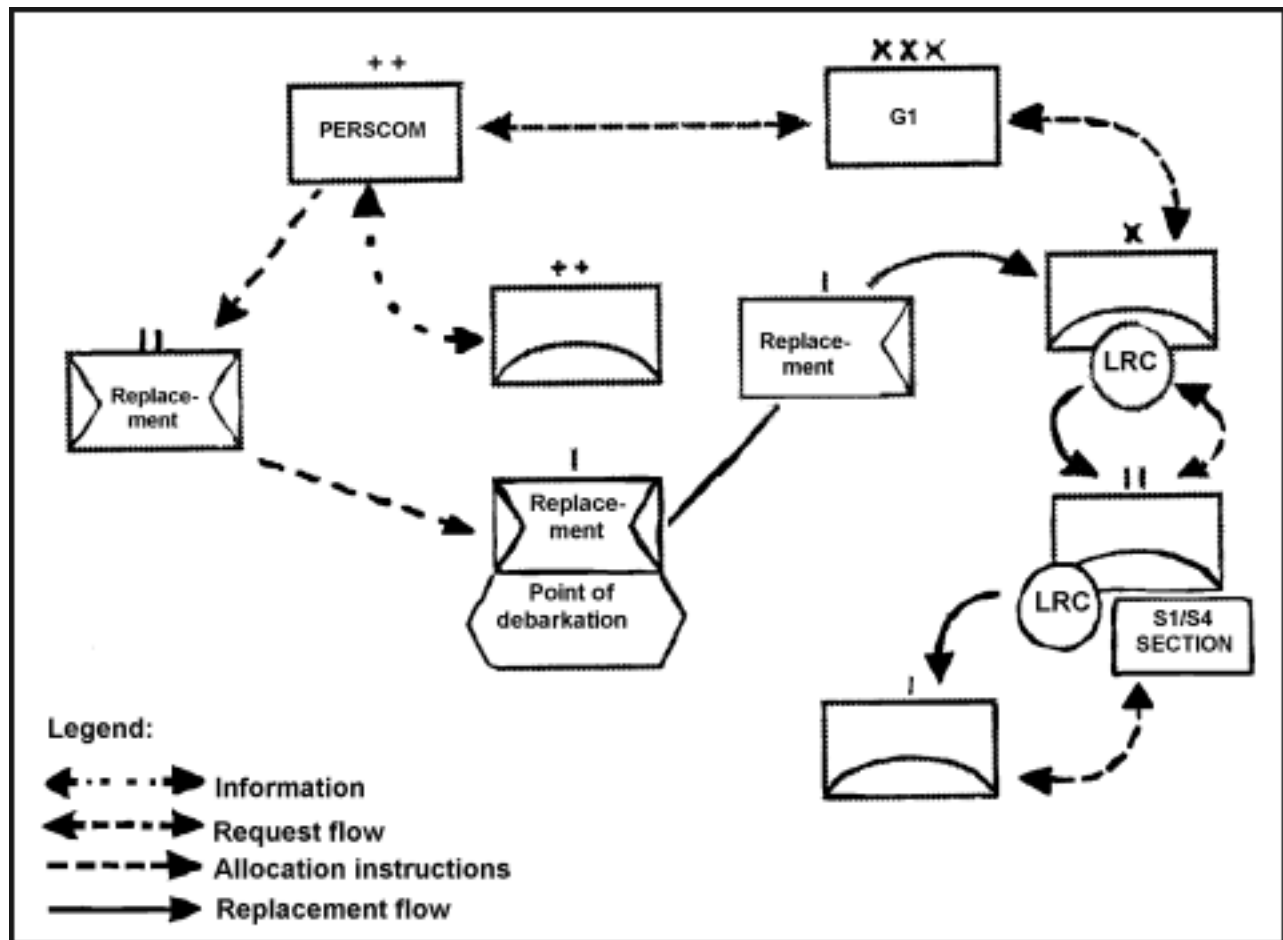 ++
XXX
PERSCOM
G1
X
++
I
Replace-
ment
LRC
II
Replace-
ment
I
Replace-
ment
Point of
debarkation
II
LRC
S1/S4
SECTION
I
Legend:
Information
Request flow
Allocation instructions
Replacement flow